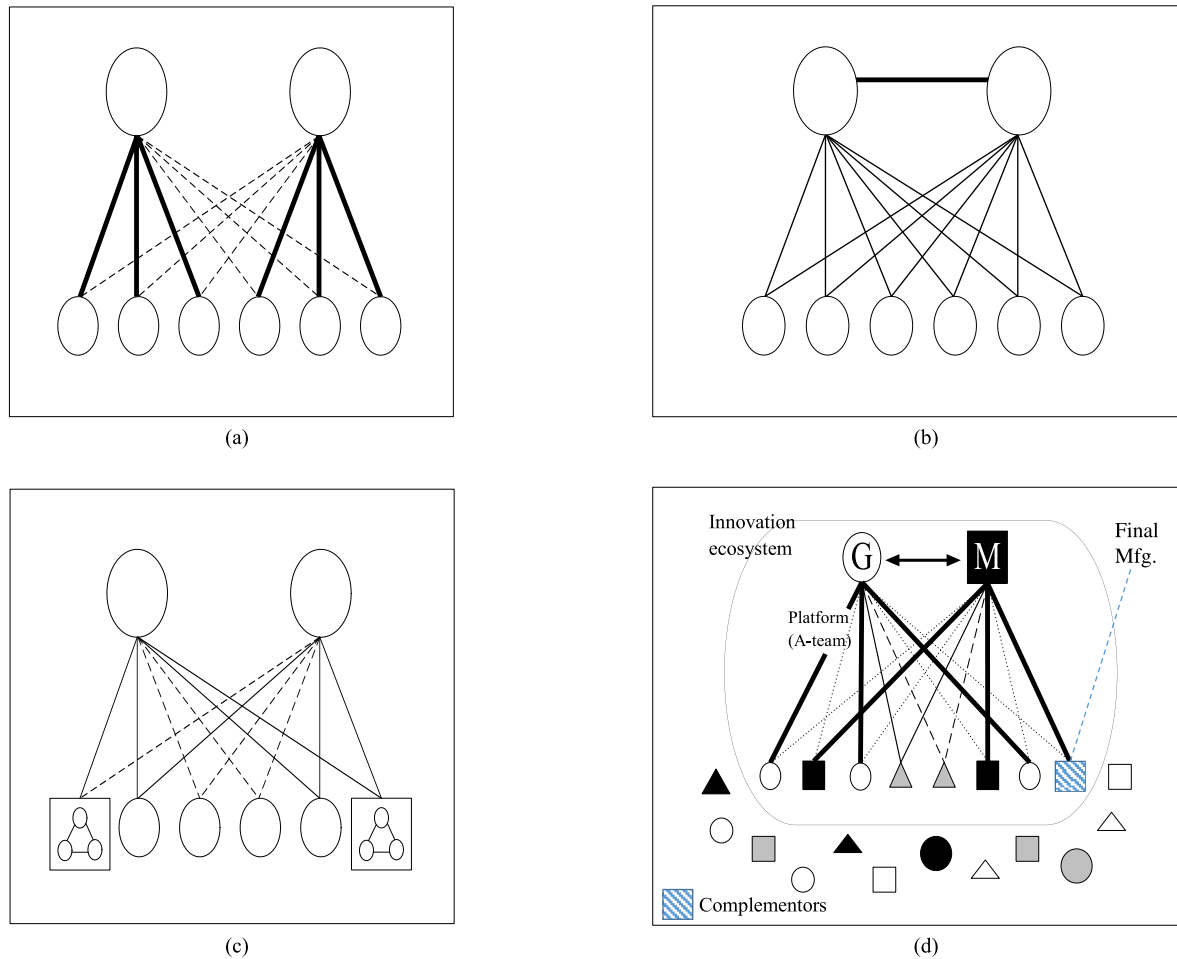 (a)
(b)
Innovation
ecosystem
G
M
Final
Mfg.
Platform
(A-team)
Complementors
(c)
(d)